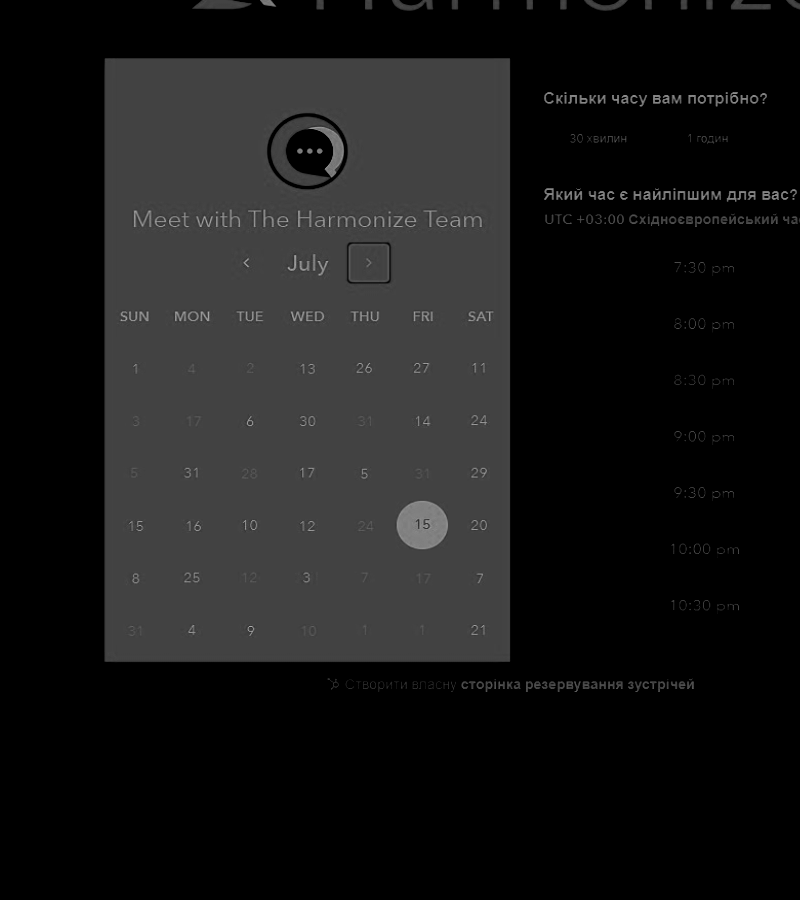 Harmonize
Скільки часу вам потрібно?
30 хвилин 1 годин
Meet with The Harmonize Team
Який час є найліпшим для вас?
UTC +03:00 Східноєвропейський
July
7:30 pm
SUN MON TUE WED THU FRI SAT
8:00 pm
1 4 2 13 26 27 11
8:30 pm
3 17 6 30 31 14 24
9:00 pm
5 31 28 17 5 31 29
9:30 pm
15 16 10 12 24 15 20
10:00 pm
8 25 12 3 7 17 7
10:30 pm
31 4 9 10 1 1 21
Створити власну сторінка резервування зустрічей